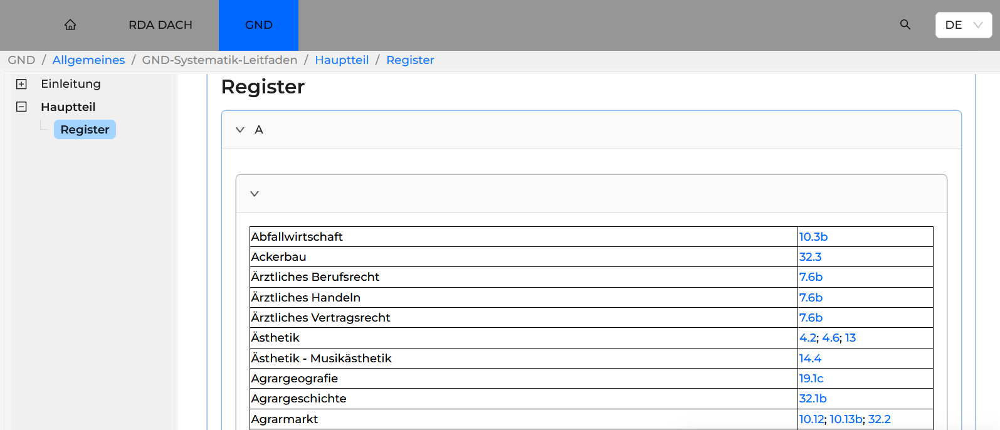 RDA DACH GND DE
GND / Allgemeines / GND-Systematik-Leitfaden / Hauptteil / Register
Einleitung
Hauptteil
Register
Register
A
Abfallwirtschaft 10.3b
Ackerbau 32.3
Ärztliches Berufsrecht 7.6b
Ärztliches Handeln 7.6b
Ärztliches Vertragsrecht 7.6b
Ästhetik 4.2; 4.6; 13
Ästhetik - Musikästhetik 14.4
Agrargeografie 19.1c
Agrargeschichte 32.1b
Agrarmarkt 10.12; 10.13b; 32.2